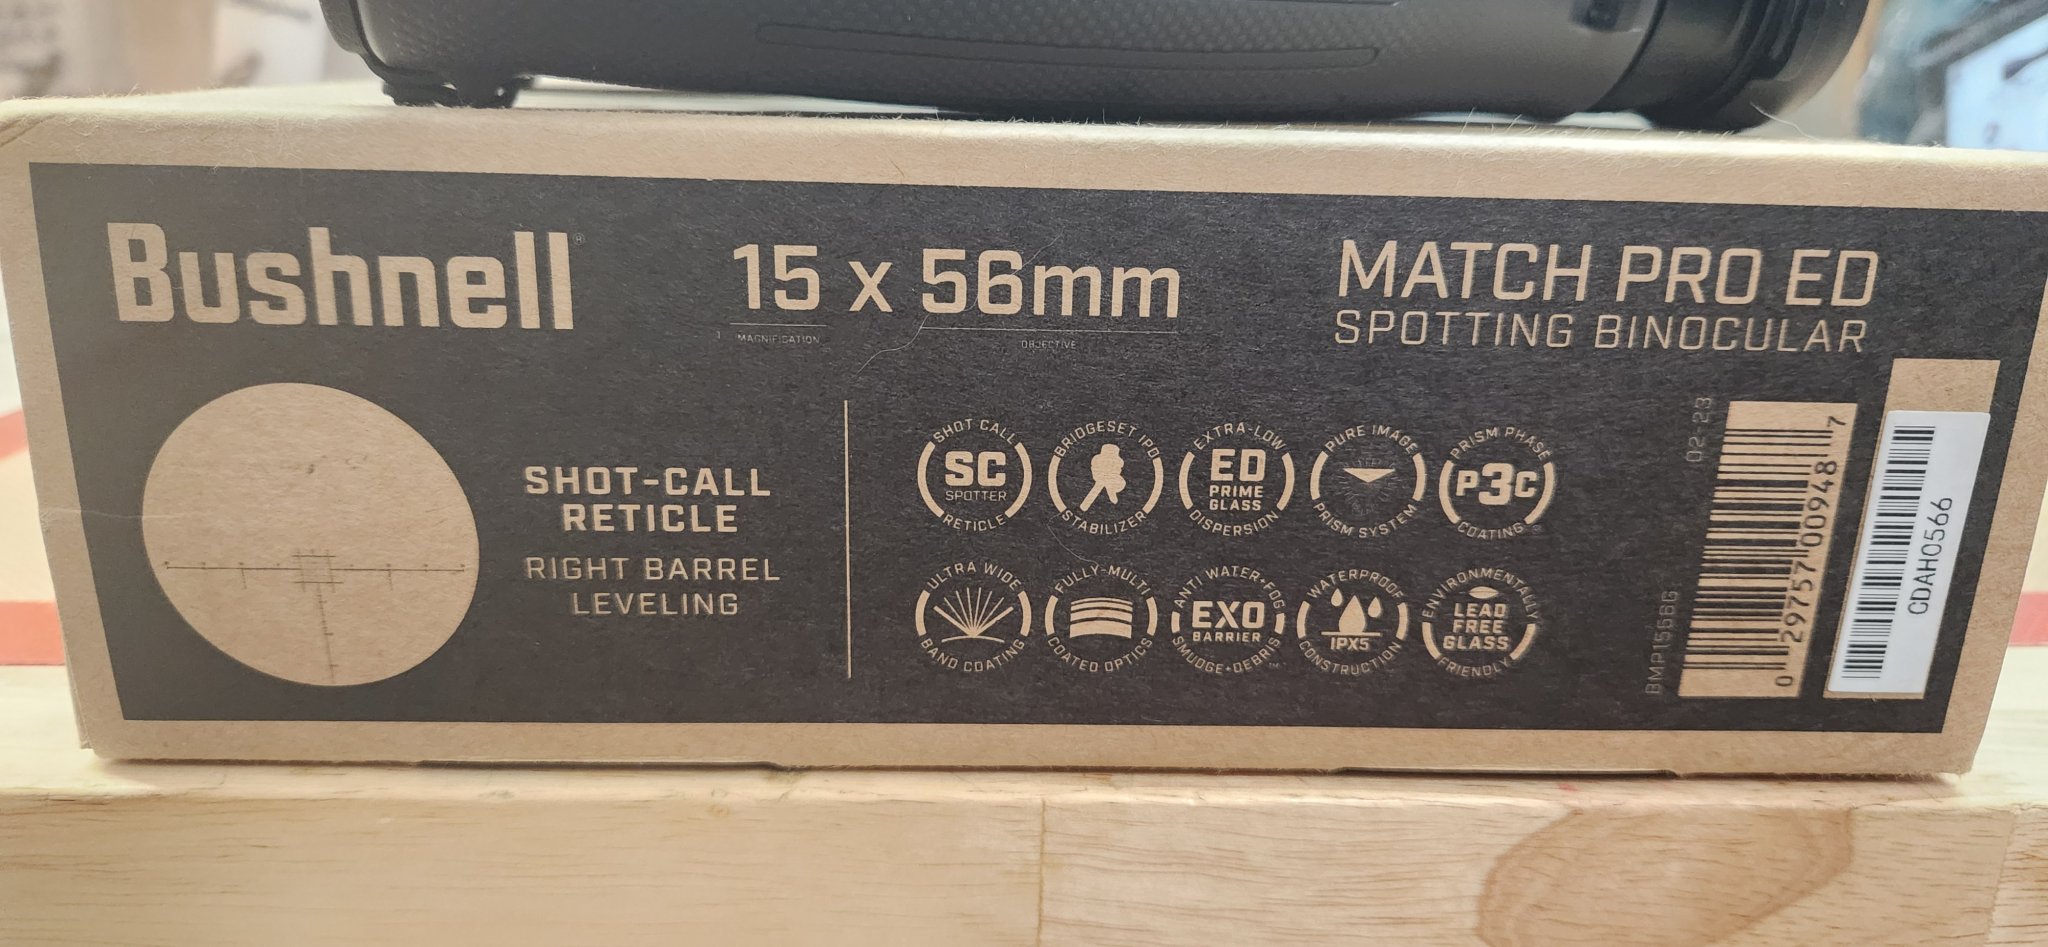 Bushnell®
15 x 56mm
MAGNIFICATION
OBJECTIVE
MATCH PRO ED
SPOTTING BINOCULAR
SHOT-CALL
RETICLE
RIGHT BARREL
LEVELING
SHOT CALL
SC
SPOTTER
RETICLE
BRIDGESET IPD
STABILIZER
EXTRA-LOW
ED
PRIME
GLASS
DISPERSION
PURE IMAGE
PRISM SYSTEM
PRISM PHASE
P3C
COATING
ULTRA WIDE
BAND COATING
FULLY-MULTI
COATED OPTICS
ANTI WATER•FOG
EXO
BARRIER
SMUDGE•DEBRIS™
WATERPROOF
IPX5
CONSTRUCTION
ENVIRONMENTALLY
LEAD
FREE
GLASS
FRIENDLY
02-23
BMP1556G
0 29757 00948 7
CDAH0566